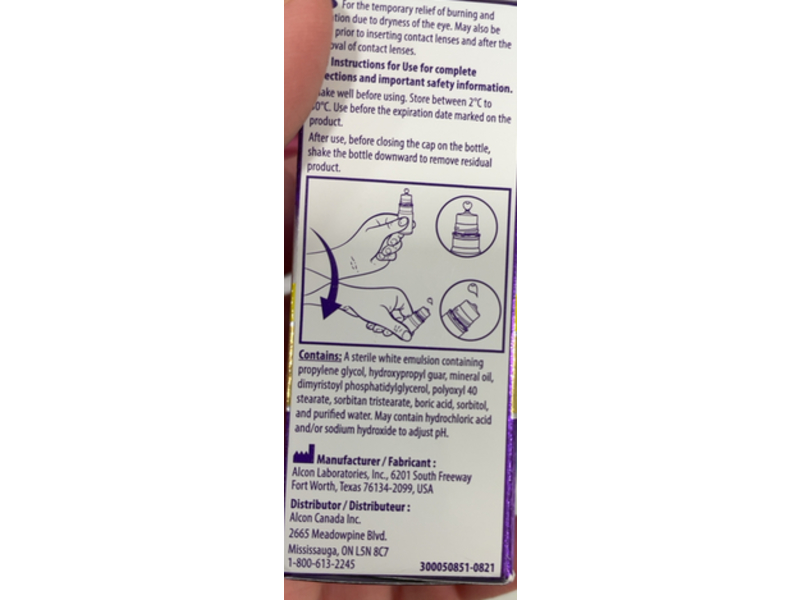 For the temporary relief of burning and
tion due to dryness of the eye. May also be
prior to inserting contact lenses and after the
oval of contact lenses.
Instructions for Use for complete
ections and important safety information.
ake well before using. Store between 2°C to
0°C. Use before the expiration date marked on the
product.
After use, before closing the cap on the bottle,
shake the bottle downward to remove residual
product.
Contains: A sterile white emulsion containing
propylene glycol, hydroxypropyl guar, mineral oil,
dimyristoyl phosphatidylglycerol, polyoxyl 40
stearate, sorbitan tristearate, boric acid, sorbitol,
and purified water. May contain hydrochloric acid
and/or sodium hydroxide to adjust pH.
Manufacturer / Fabricant :
Alcon Laboratories, Inc., 6201 South Freeway
Fort Worth, Texas 76134-2099, USA
Distributor / Distributeur :
Alcon Canada Inc.
2665 Meadowpine Blvd.
Mississauga, ON L5N 8C7
1-800-613-2245 300050851-0821